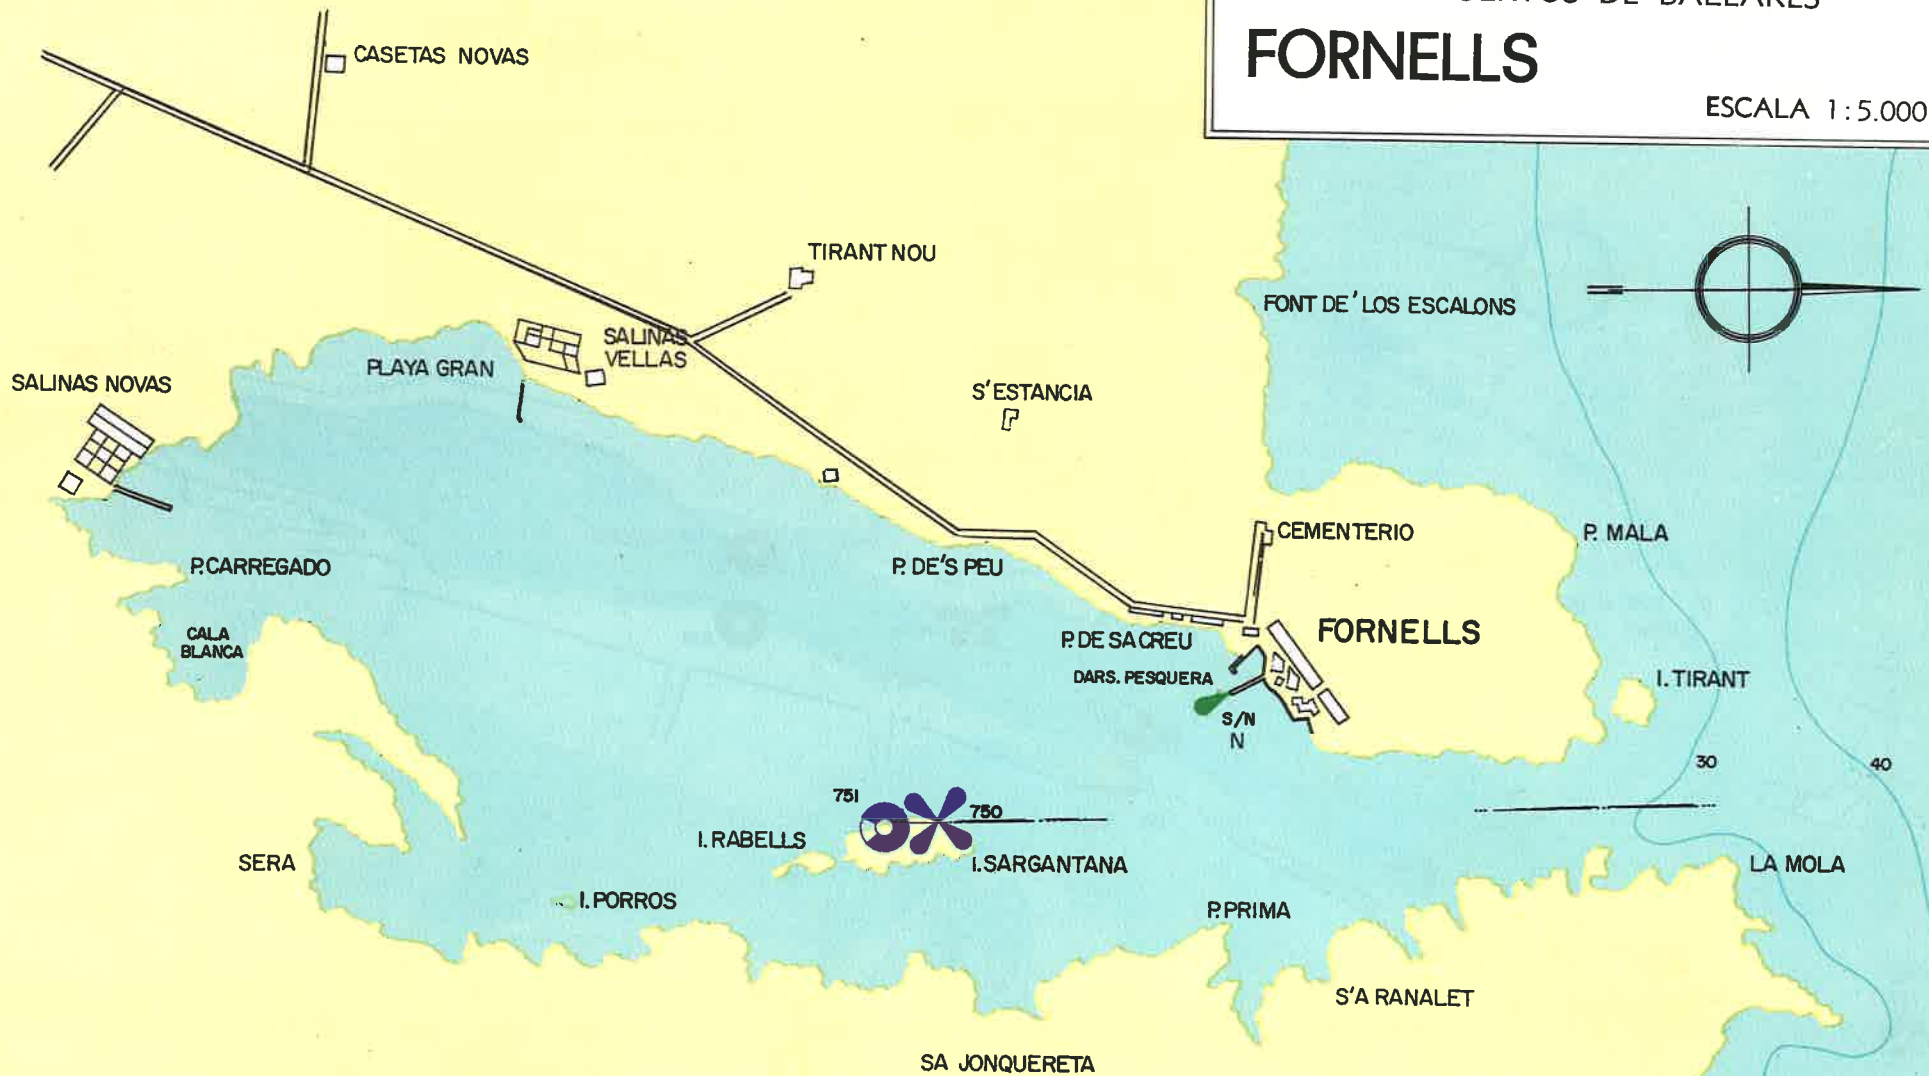 DE BALEARES
FORNELLS
ESCALA 1:5.000
CASETAS NOVAS
TIRANT NOU
FONT DE' LOS ESCALONS
SALINAS
VELLAS
PLAYA GRAN
SALINAS NOVAS
S'ESTANCIA
CEMENTERIO
P. MALA
P. CARREGADO
P. DE'S PEU
CALA
BLANCA
P. DE SA CREU
FORNELLS
DARS. PESQUERA
I. TIRANT
S/N
N
30
40
751
750
I. RABELLS
I. SARGANTANA
SERA
LA MOLA
I. PORROS
P. PRIMA
S'A RANALET
SA JONQUERETA